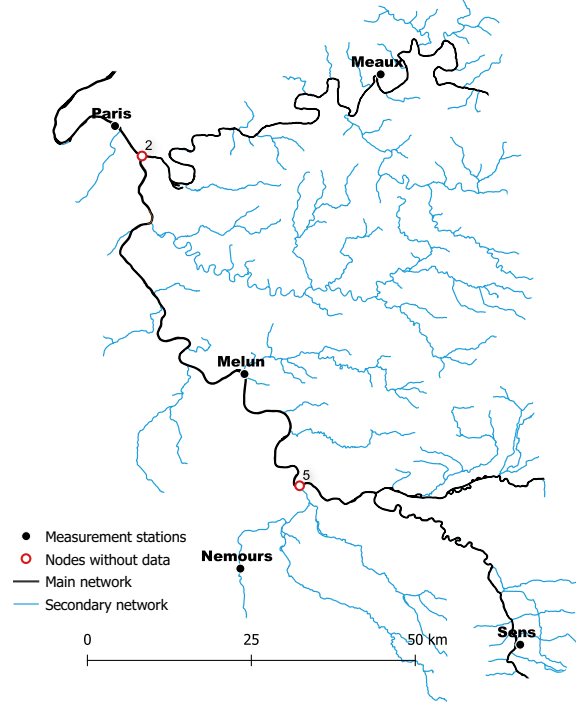 Meaux
Paris
2
Melun
5
Measurement stations
Nodes without data
Nemours
Main network
Secondary network
Sens
0
25
50 km